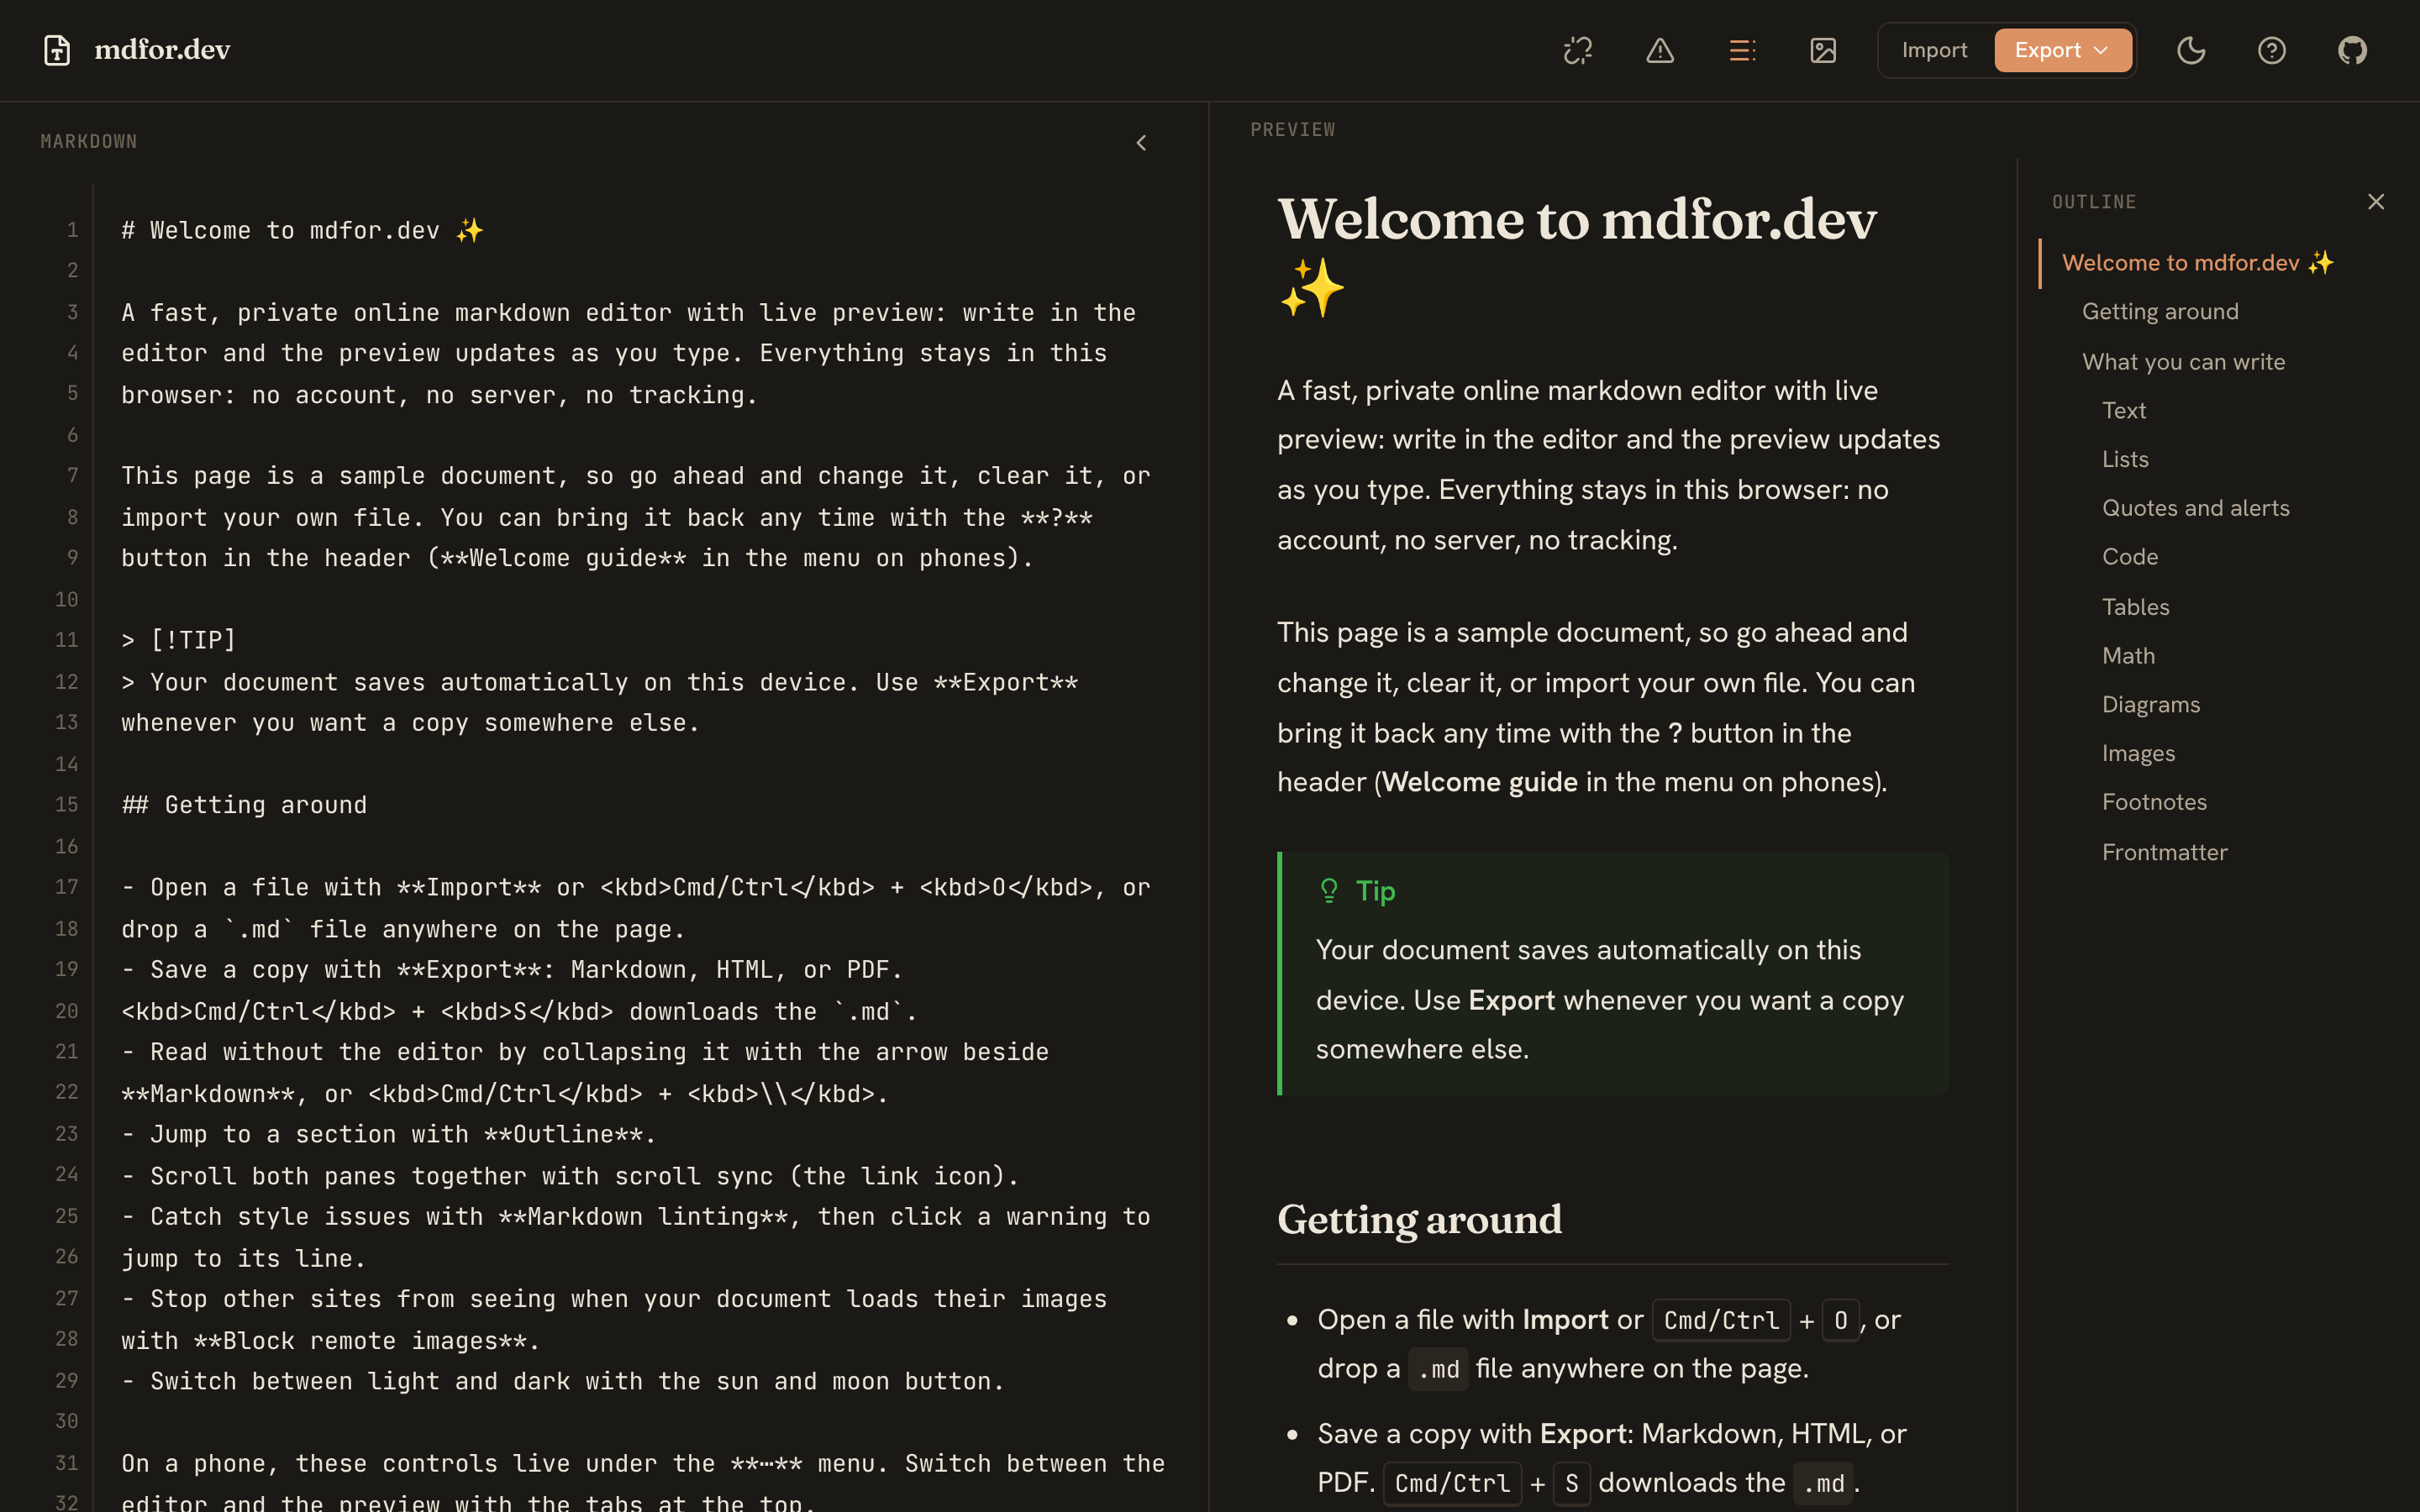 mdfor.dev
Import
Export
MARKDOWN
1 # Welcome to mdfor.dev ✨
2
3 A fast, private online markdown editor with live preview: write in the
4 editor and the preview updates as you type. Everything stays in this
5 browser: no account, no server, no tracking.
6
7 This page is a sample document, so go ahead and change it, clear it, or
8 import your own file. You can bring it back any time with the **?**
9 button in the header (**Welcome guide** in the menu on phones).
10
11 > [!TIP]
12 > Your document saves automatically on this device. Use **Export**
13 whenever you want a copy somewhere else.
14
15 ## Getting around
16
17 - Open a file with **Import** or <kbd>Cmd/Ctrl</kbd> + <kbd>O</kbd>, or
18 drop a `.md` file anywhere on the page.
19 - Save a copy with **Export**: Markdown, HTML, or PDF.
20 <kbd>Cmd/Ctrl</kbd> + <kbd>S</kbd> downloads the `.md`.
21 - Read without the editor by collapsing it with the arrow beside
22 **Markdown**, or <kbd>Cmd/Ctrl</kbd> + <kbd>\\</kbd>.
23 - Jump to a section with **Outline**.
24 - Scroll both panes together with scroll sync (the link icon).
25 - Catch style issues with **Markdown linting**, then click a warning to
26 jump to its line.
27 - Stop other sites from seeing when your document loads their images
28 with **Block remote images**.
29 - Switch between light and dark with the sun and moon button.
30
31 On a phone, these controls live under the **⋯** menu. Switch between the
32 editor and the preview with the tabs at the top.
PREVIEW
Welcome to mdfor.dev
✨
A fast, private online markdown editor with live
preview: write in the editor and the preview updates
as you type. Everything stays in this browser: no
account, no server, no tracking.
This page is a sample document, so go ahead and
change it, clear it, or import your own file. You can
bring it back any time with the ? button in the
header (Welcome guide in the menu on phones).
Tip
Your document saves automatically on this
device. Use Export whenever you want a copy
somewhere else.
Getting around
• Open a file with Import or Cmd/Ctrl + O, or
drop a .md file anywhere on the page.
• Save a copy with Export: Markdown, HTML, or
PDF. Cmd/Ctrl + S downloads the .md.
OUTLINE
Welcome to mdfor.dev ✨
Getting around
What you can write
Text
Lists
Quotes and alerts
Code
Tables
Math
Diagrams
Images
Footnotes
Frontmatter